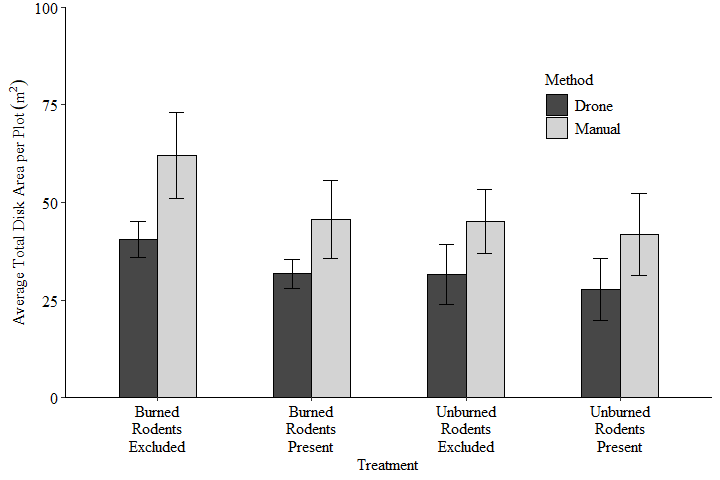 100
75
50
25
0
Average Total Disk Area per Plot (m²)
Method
Drone
Manual
Burned
Rodents
Excluded
Burned
Rodents
Present
Unburned
Rodents
Excluded
Unburned
Rodents
Present
Treatment